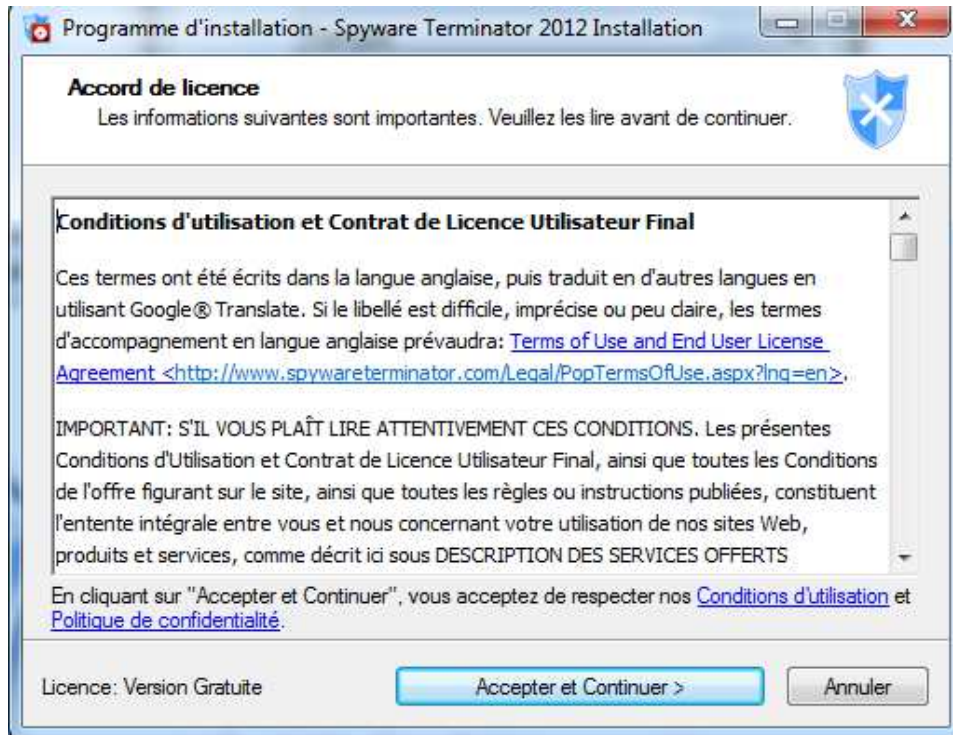 Programme d'installation - Spyware Terminator 2012 Installation
Accord de licence
Les informations suivantes sont importantes. Veuillez les lire avant de continuer.
Conditions d'utilisation et Contrat de Licence Utilisateur Final
Ces termes ont été écrits dans la langue anglaise, puis traduit en d'autres langues en
utilisant Google® Translate. Si le libellé est difficile, imprécise ou peu claire, les termes
d'accompagnement en langue anglaise prévaudra: Terms of Use and End User License
Agreement <http://www.spywareterminator.com/Legal/PopTermsOfUse.aspx?lng=en>.
IMPORTANT: S'IL VOUS PLAÎT LIRE ATTENTIVEMENT CES CONDITIONS. Les présentes
Conditions d'Utilisation et Contrat de Licence Utilisateur Final, ainsi que toutes les Conditions
de l'offre figurant sur le site, ainsi que toutes les règles ou instructions publiées, constituent
l'entente intégrale entre vous et nous concernant votre utilisation de nos sites Web,
produits et services, comme décrit ici sous DESCRIPTION DES SERVICES OFFERTS
En cliquant sur "Accepter et Continuer", vous acceptez de respecter nos Conditions d'utilisation et
Politique de confidentialité.
Licence: Version Gratuite
Accepter et Continuer >
Annuler